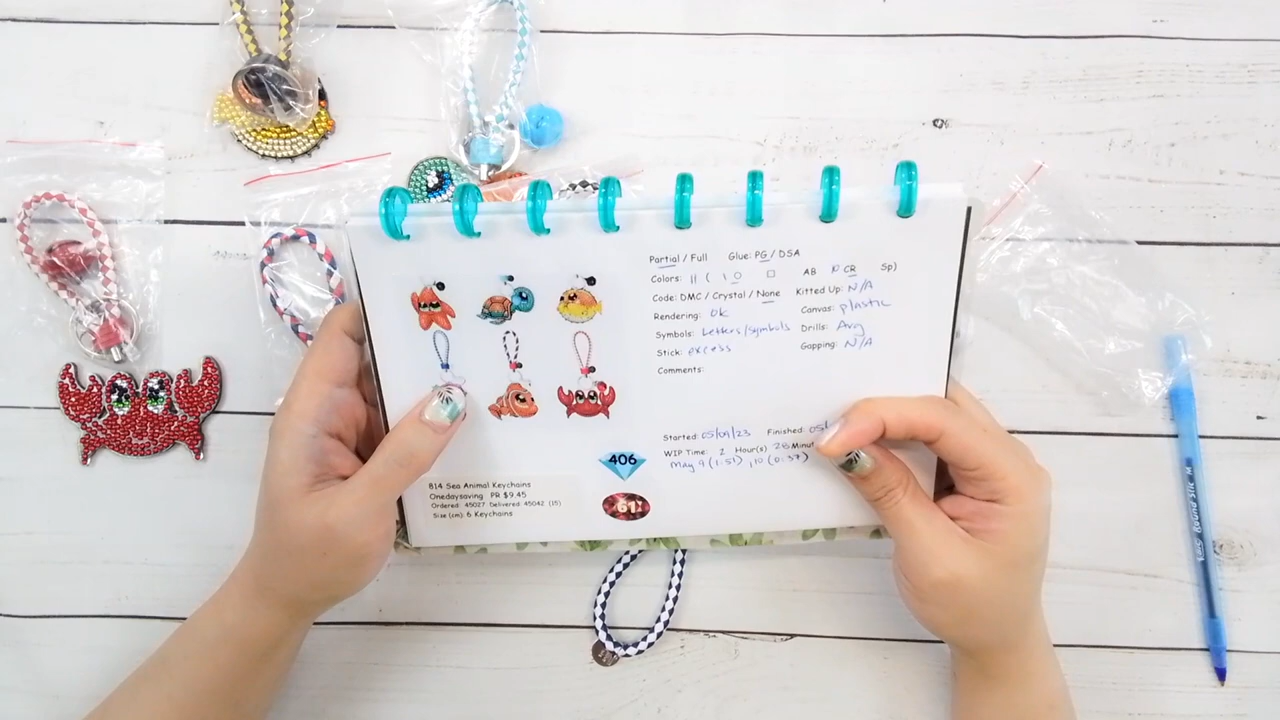 Partial / Full Glue: PG / DSA
Colors: AB CR Sp)
Code: DMC / Crystal / None Kitted Up: N/A
Rendering: OK Canvas: plastic
Symbols: Letters/symbols Drills: Avg
Stick: excess Gapping: N/A
Comments:
Started: 05/09/23 Finished: 05/
WIP Time: 2 Hour(s) 28 Minut
May 9 (1:51) , 10 (0:37)
406
61
814 Sea Animal Keychains
Onedaysaving PR $9.45
Ordered: 45027 Delivered: 45042 (15)
Size (cm): 6 Keychains
Round Stic M